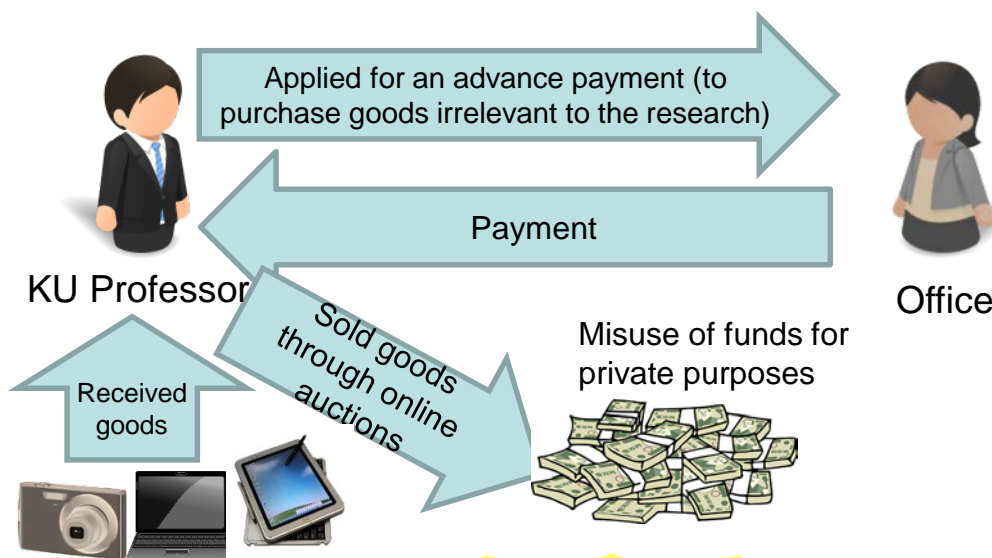 Applied for an advance payment (to
purchase goods irrelevant to the research)
Payment
KU Professor
Office
Sold goods
through online
auctions
Misuse of funds for
private purposes
Received
goods